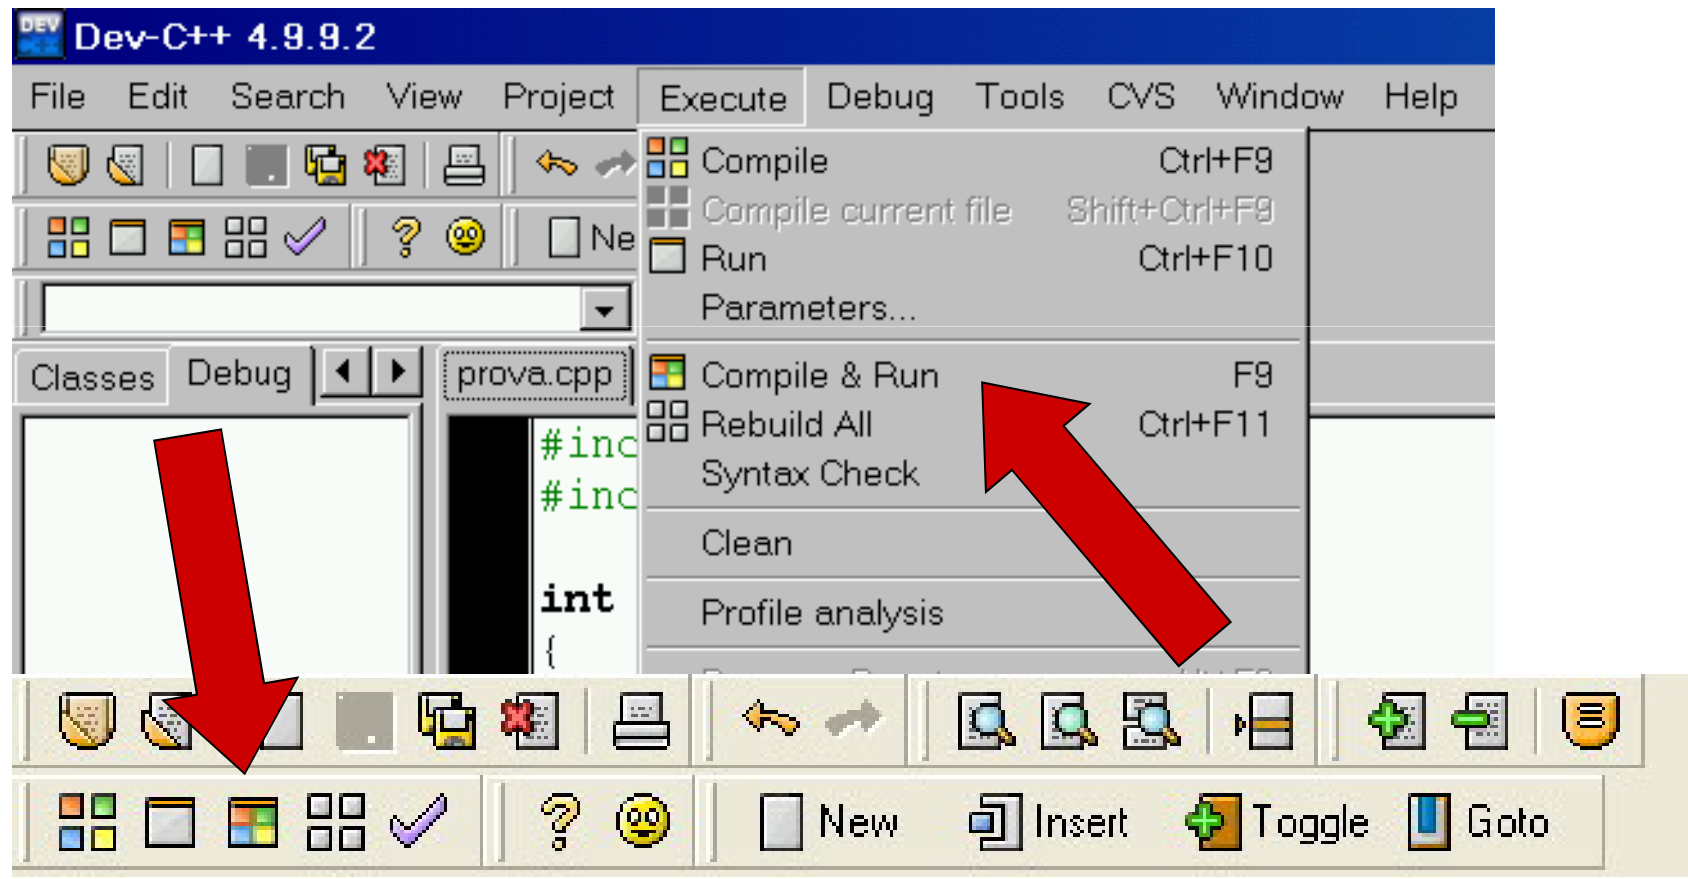 DEV
Dev-C++ 4.9.9.2
File Edit Search View Project Execute Debug Tools CVS Window Help
Compile Ctrl+F9
Compile current file Shift+Ctrl+F9
Ne
Run Ctrl+F10
Parameters...
Classes Debug prova.cpp
Compile & Run F9
Rebuild All Ctrl+F11
#inc
Syntax Check
#inc
Clean
int
Profile analysis
{
New Insert Toggle Goto